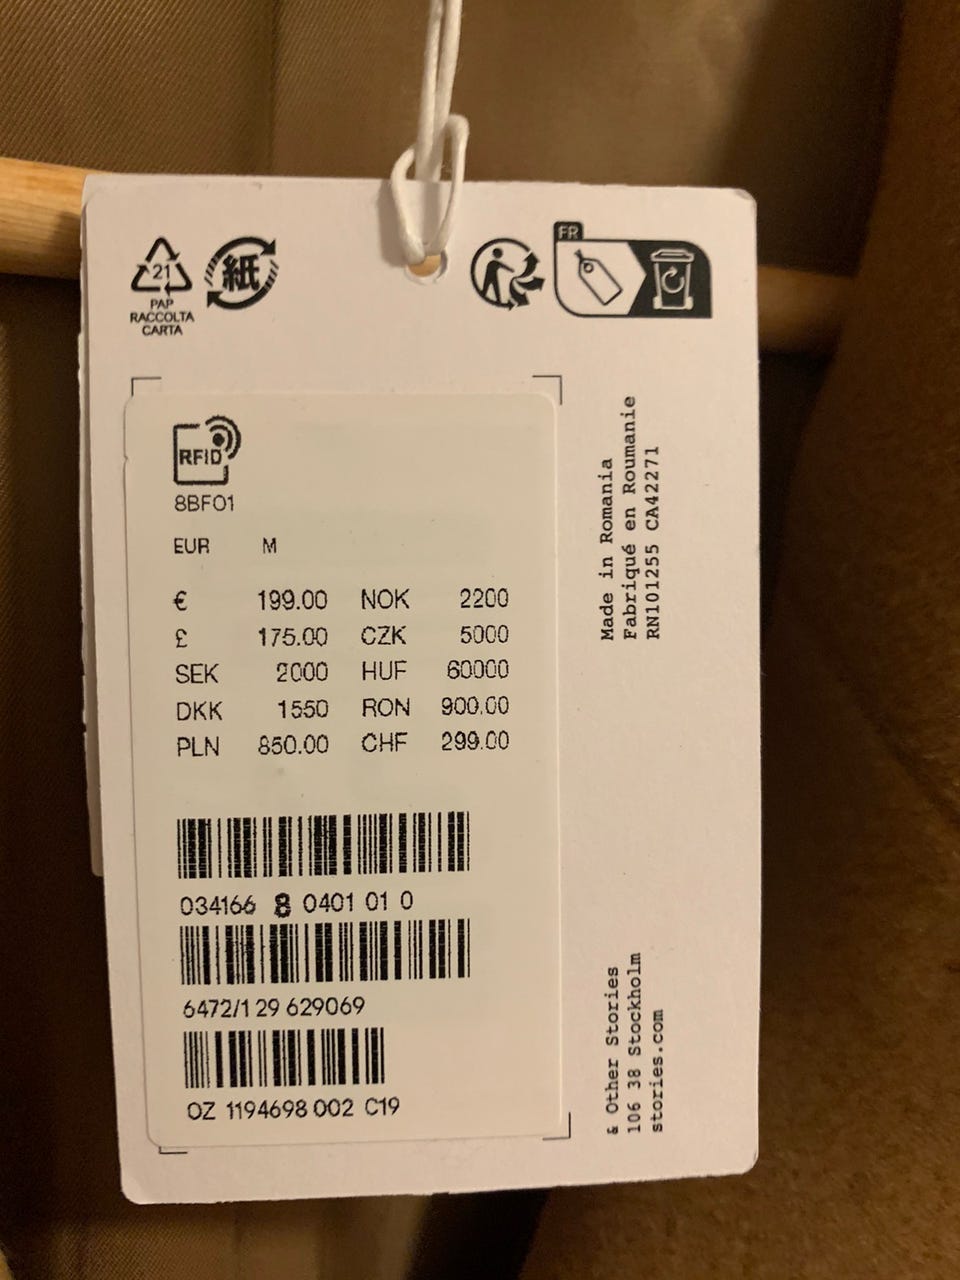 21
PAP
RACCOLTA
CARTA
紙
FR
RFID
8BF01
EUR M
€ 199.00 NOK 2200
£ 175.00 CZK 5000
SEK 2000 HUF 60000
DKK 1550 RON 900.00
PLN 850.00 CHF 299.00
034166 8 0401 01 0
6472/1 29 629069
OZ 1194698 002 C19
Made in Romania
Fabriqué en Roumanie
RN101255 CA42271
& Other Stories
106 38 Stockholm
stories.com